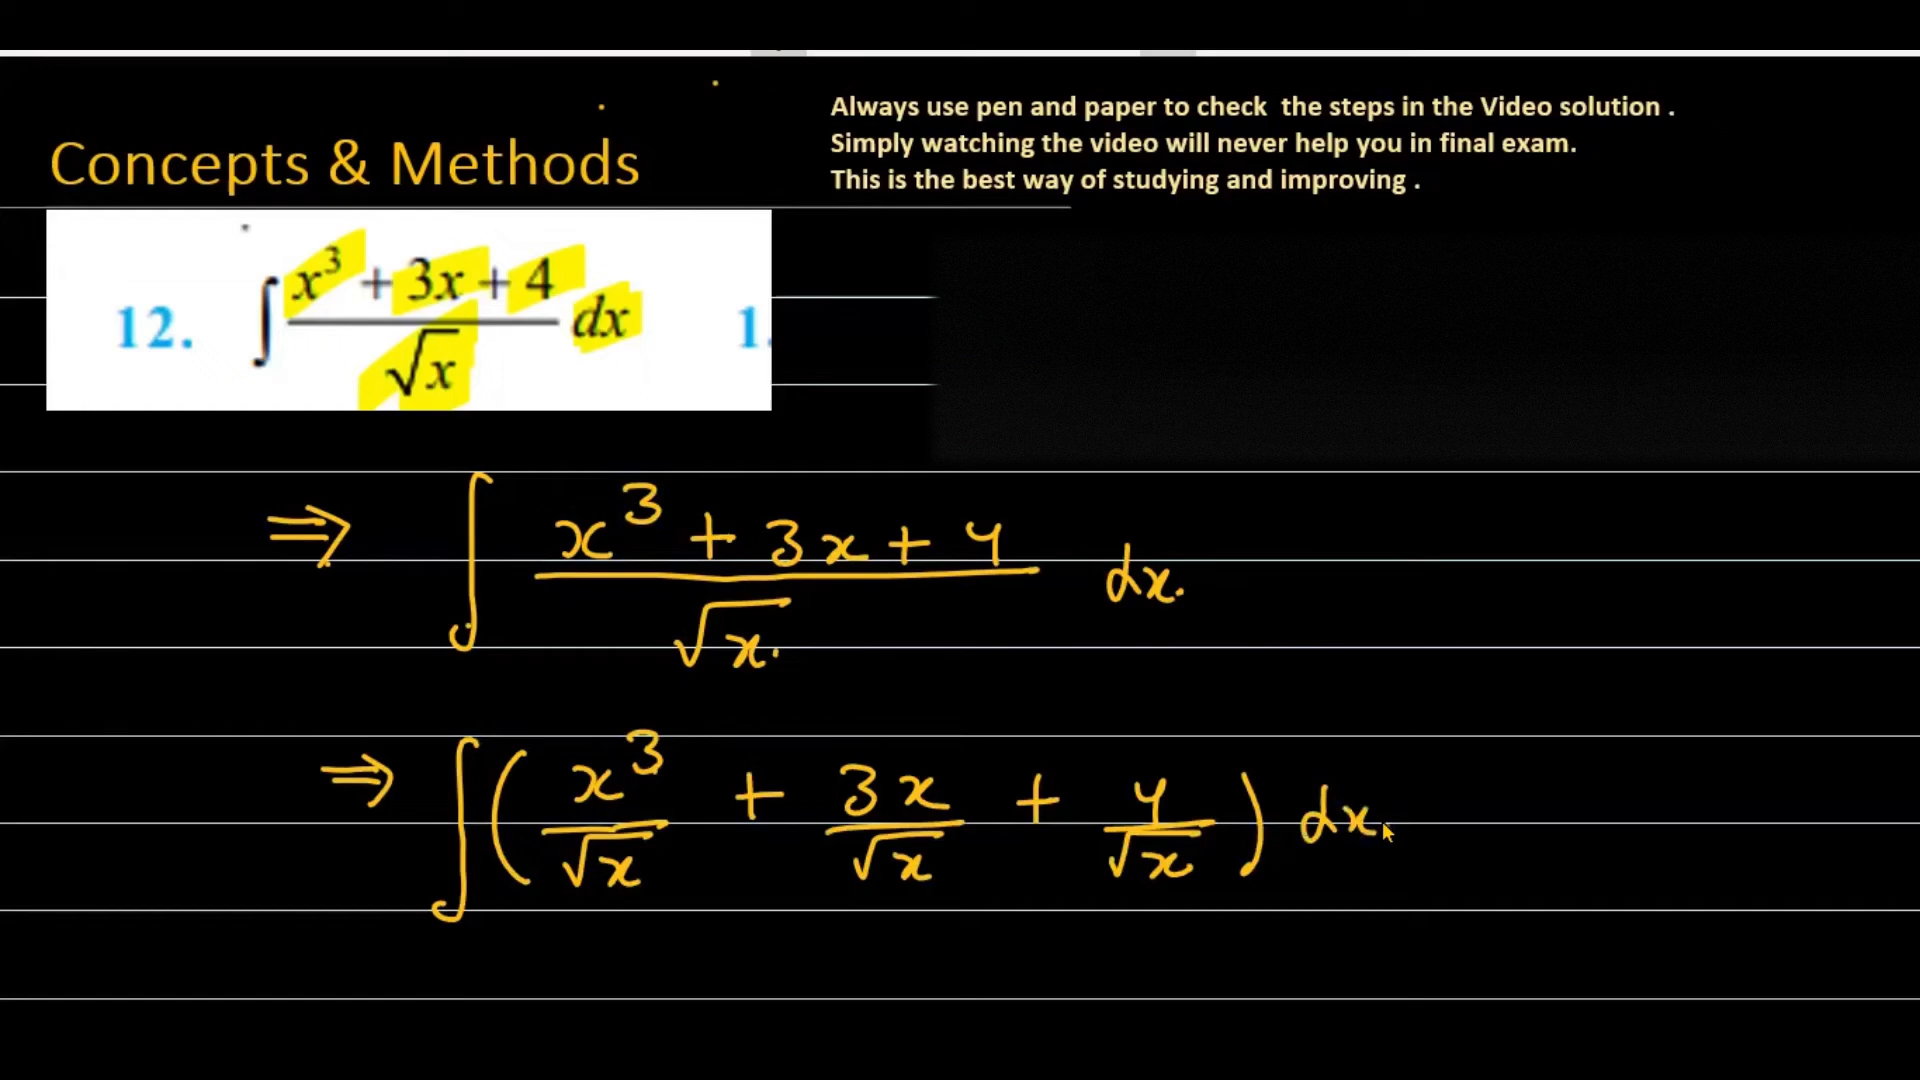 Always use pen and paper to check the steps in the Video solution .
Simply watching the video will never help you in final exam.
This is the best way of studying and improving .
Concepts & Methods
12. ∫ (x³ + 3x + 4)/√x dx 1.
⇒ ∫ (x³ + 3x + 4)/√x. dx.
⇒ ∫ ( x³/√x + 3x/√x + 4/√x ) dx.